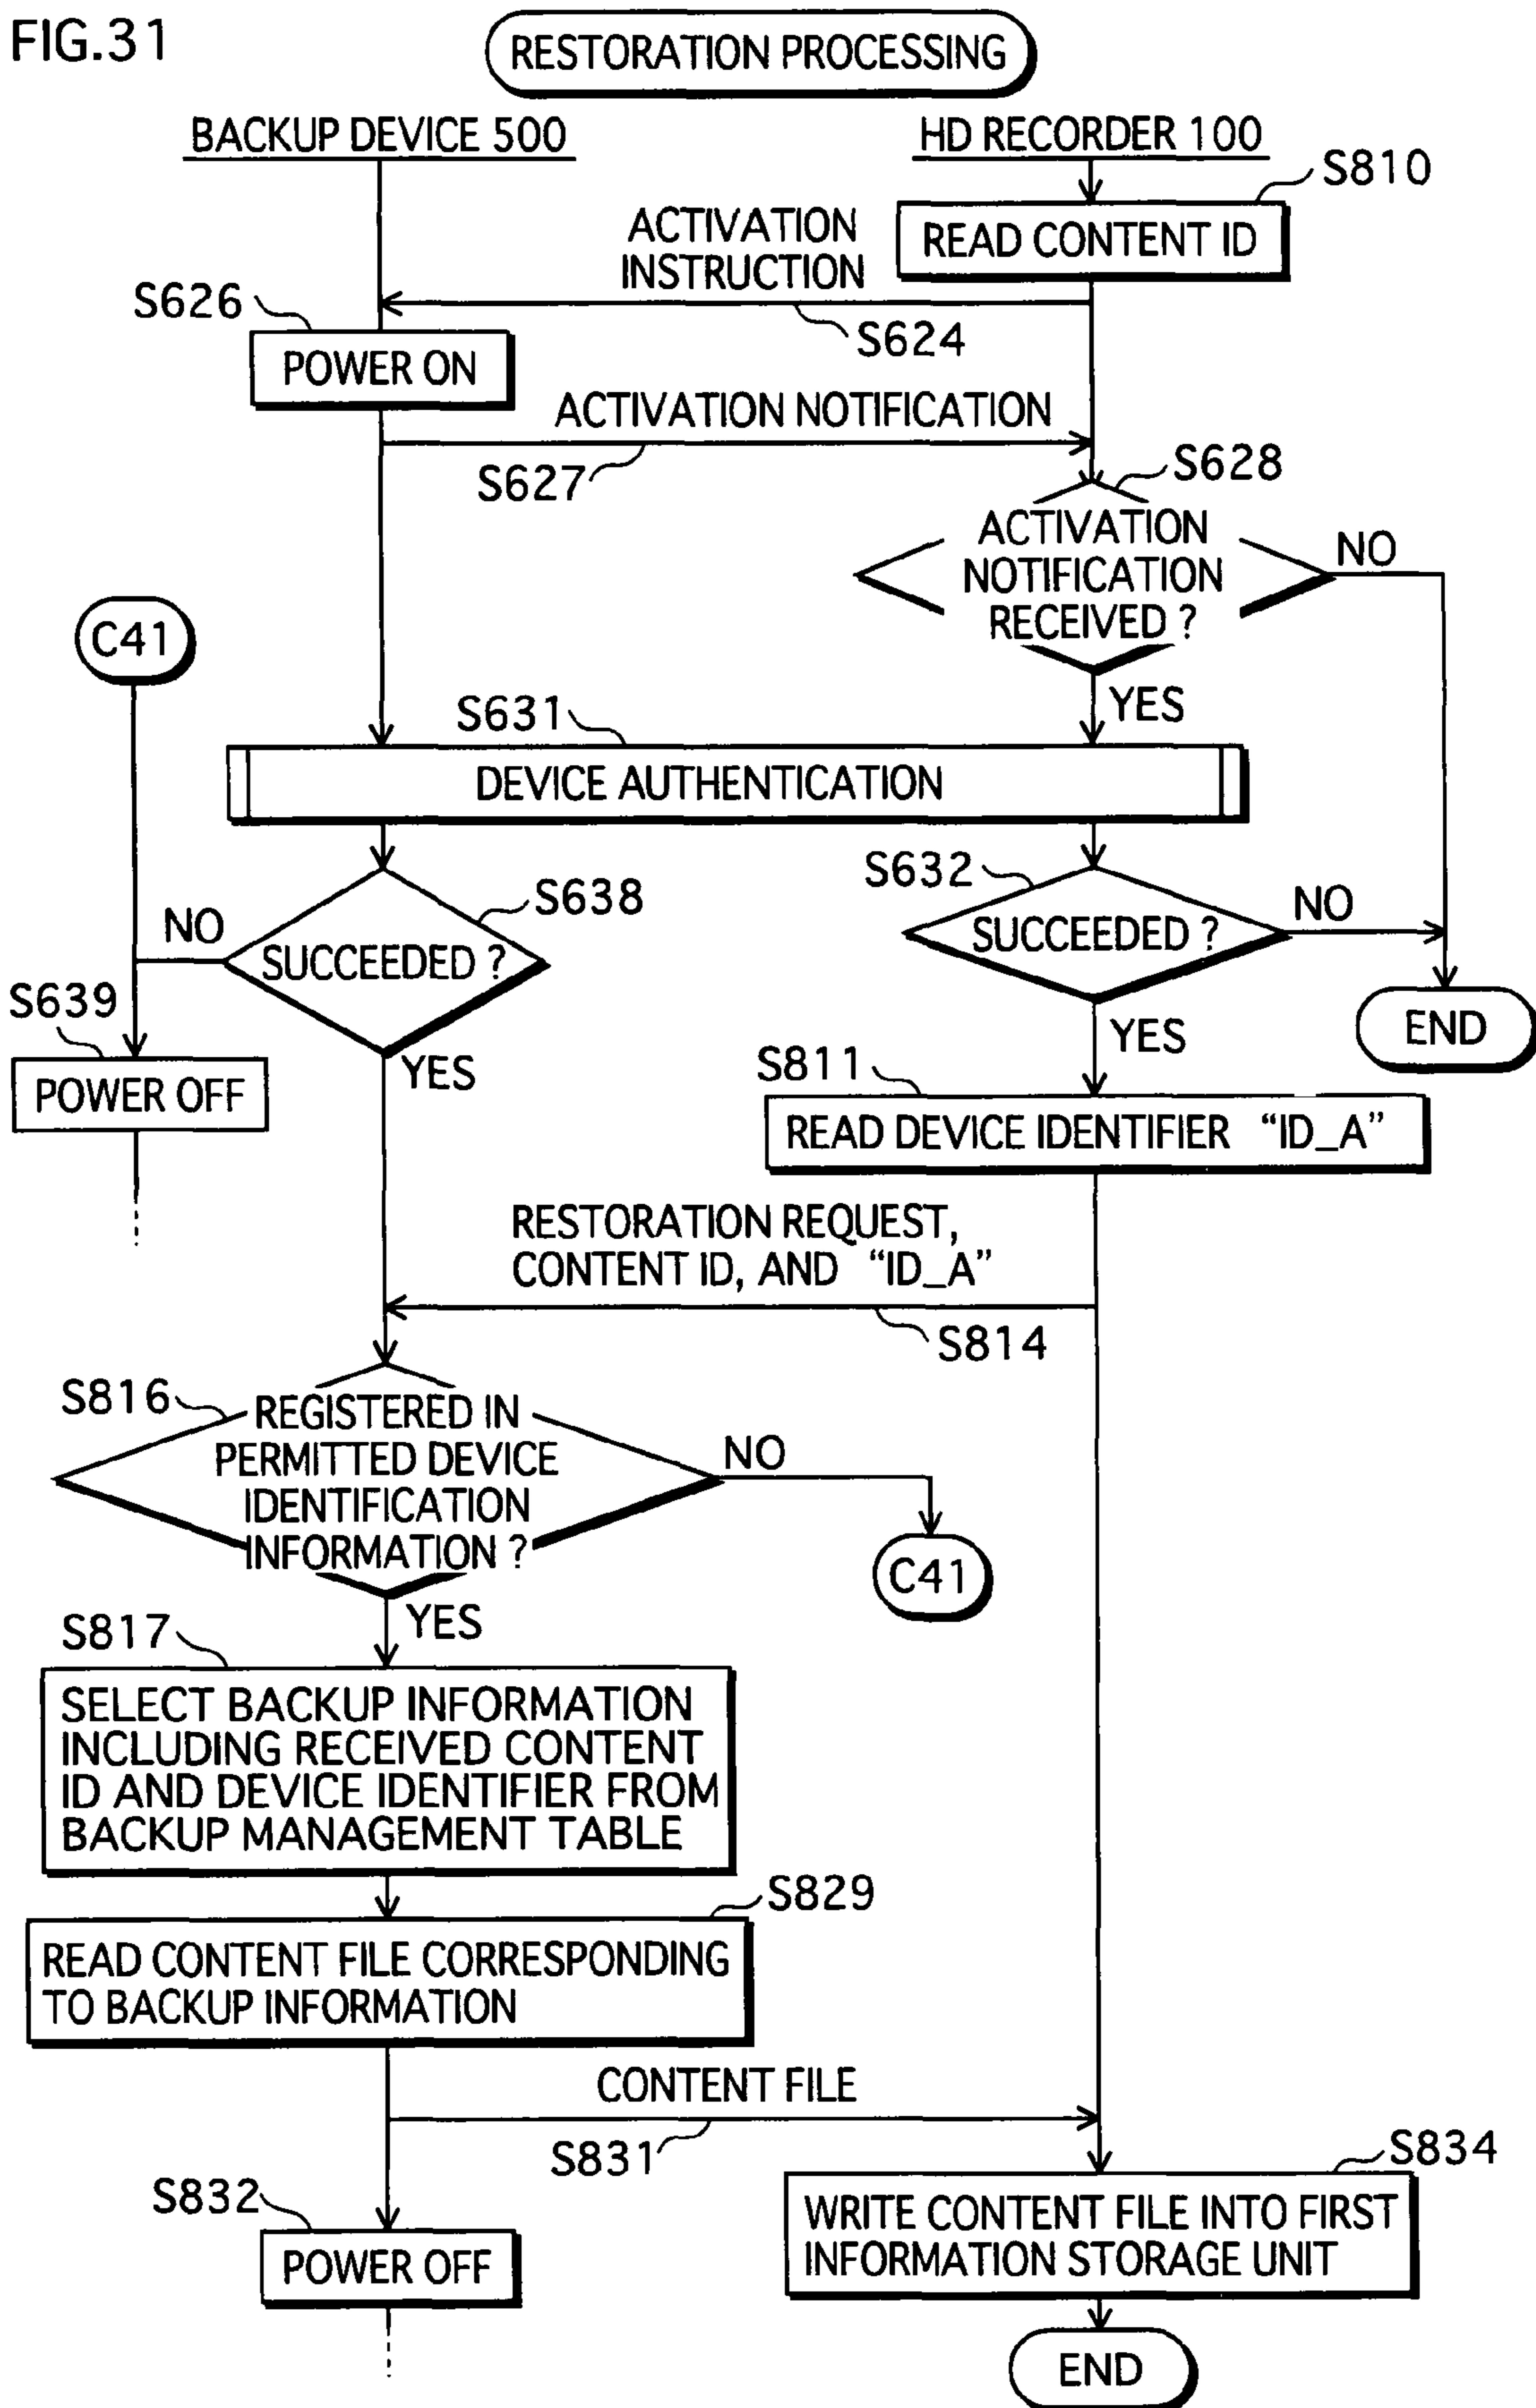 FIG.31
RESTORATION PROCESSING
BACKUP DEVICE 500
HD RECORDER 100
S810
READ CONTENT ID
ACTIVATION
INSTRUCTION
S624
S626
POWER ON
ACTIVATION NOTIFICATION
S627
S628
ACTIVATION
NOTIFICATION
RECEIVED ?
NO
YES
C41
S631
DEVICE AUTHENTICATION
S638
SUCCEEDED ?
NO
YES
S632
SUCCEEDED ?
NO
YES
END
S639
POWER OFF
S811
READ DEVICE IDENTIFIER “ID_A”
RESTORATION REQUEST,
CONTENT ID, AND “ID_A”
S814
S816
REGISTERED IN
PERMITTED DEVICE
IDENTIFICATION
INFORMATION ?
NO
C41
YES
S817
SELECT BACKUP INFORMATION
INCLUDING RECEIVED CONTENT
ID AND DEVICE IDENTIFIER FROM
BACKUP MANAGEMENT TABLE
S829
READ CONTENT FILE CORRESPONDING
TO BACKUP INFORMATION
CONTENT FILE
S831
S832
POWER OFF
S834
WRITE CONTENT FILE INTO FIRST
INFORMATION STORAGE UNIT
END